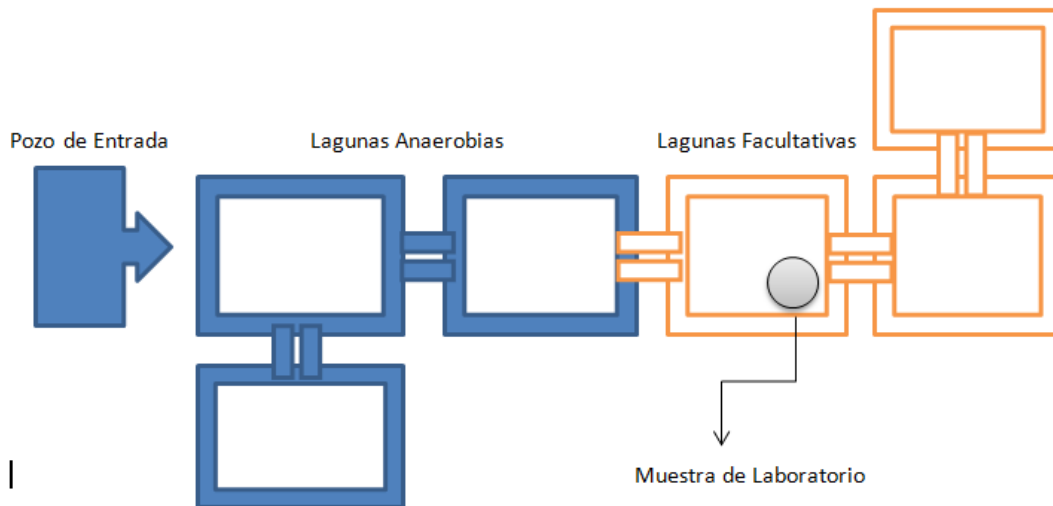 Pozo de Entrada
Lagunas Anaerobias
Lagunas Facultativas
Muestra de Laboratorio